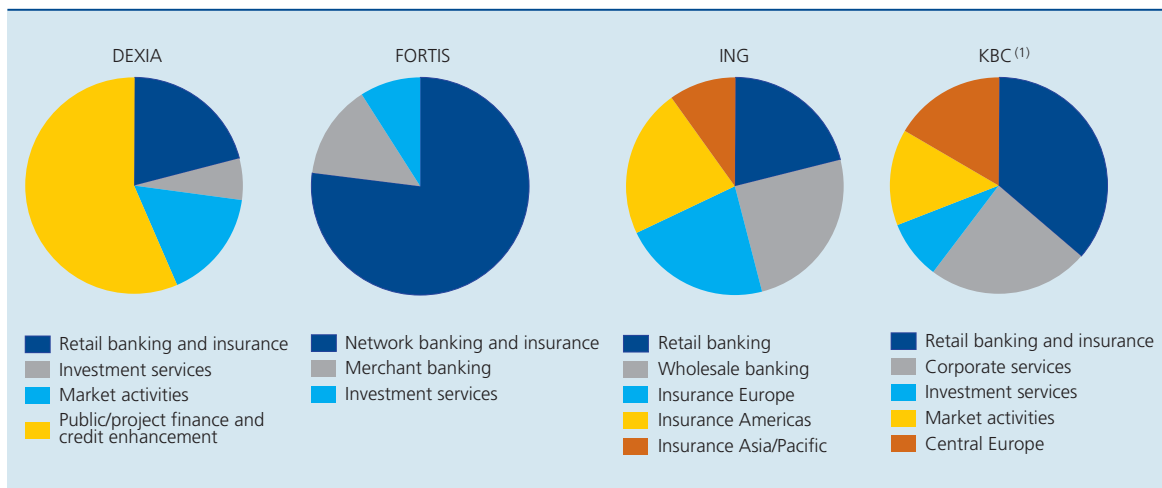 DEXIA
Retail banking and insurance
Investment services
Market activities
Public/project finance and
credit enhancement
FORTIS
Network banking and insurance
Merchant banking
Investment services
ING
Retail banking
Wholesale banking
Insurance Europe
Insurance Americas
Insurance Asia/Pacific
KBC (1)
Retail banking and insurance
Corporate services
Investment services
Market activities
Central Europe